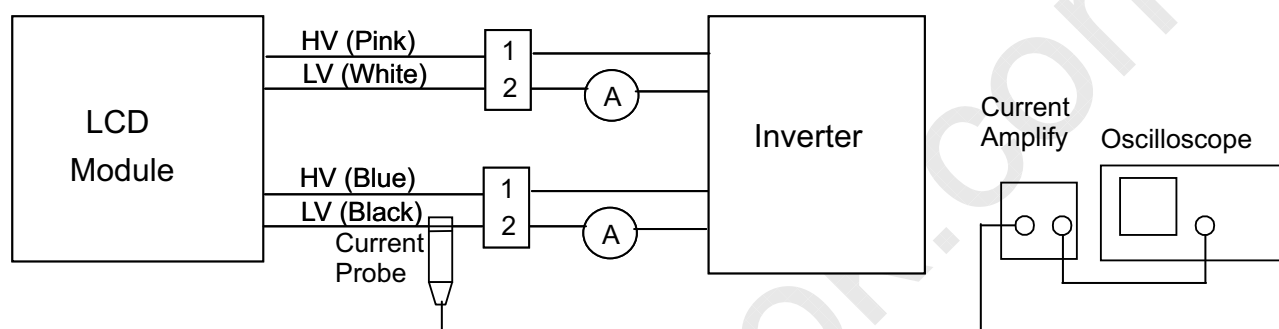 HV (Pink)
LV (White)
1
2
A
LCD
Module
Inverter
HV (Blue)
LV (Black)
1
2
A
Current
Probe
Current
Amplify
Oscilloscope